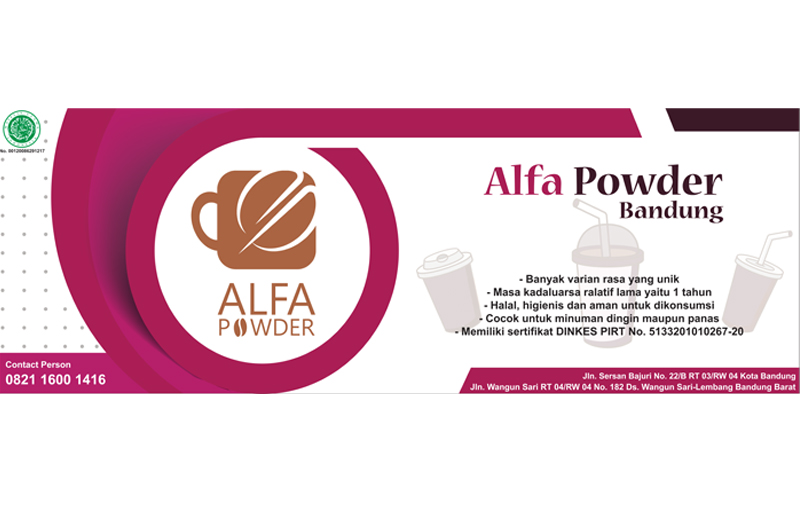 No. 00120086291217
ALFA
POWDER
Alfa Powder
Bandung
- Banyak varian rasa yang unik
- Masa kadaluarsa ralatif lama yaitu 1 tahun
- Halal, higienis dan aman untuk dikonsumsi
- Cocok untuk minuman dingin maupun panas
- Memiliki sertifikat DINKES PIRT No. 5133201010267-20
Contact Person
0821 1600 1416
Jln. Sersan Bajuri No. 22/B RT 03/RW 04 Kota Bandung
Jln. Wangun Sari RT 04/RW 04 No. 182 Ds. Wangun Sari-Lembang Bandung Barat